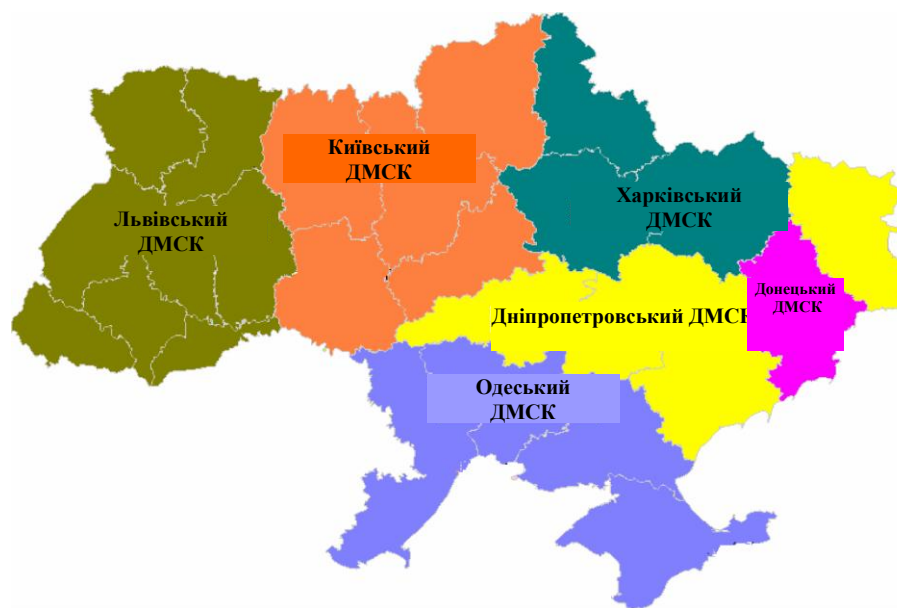 Київський
ДМСК
Харківський
ДМСК
Львівський
ДМСК
Донецький
ДМСК
Дніпропетровський ДМСК
Одеський
ДМСК